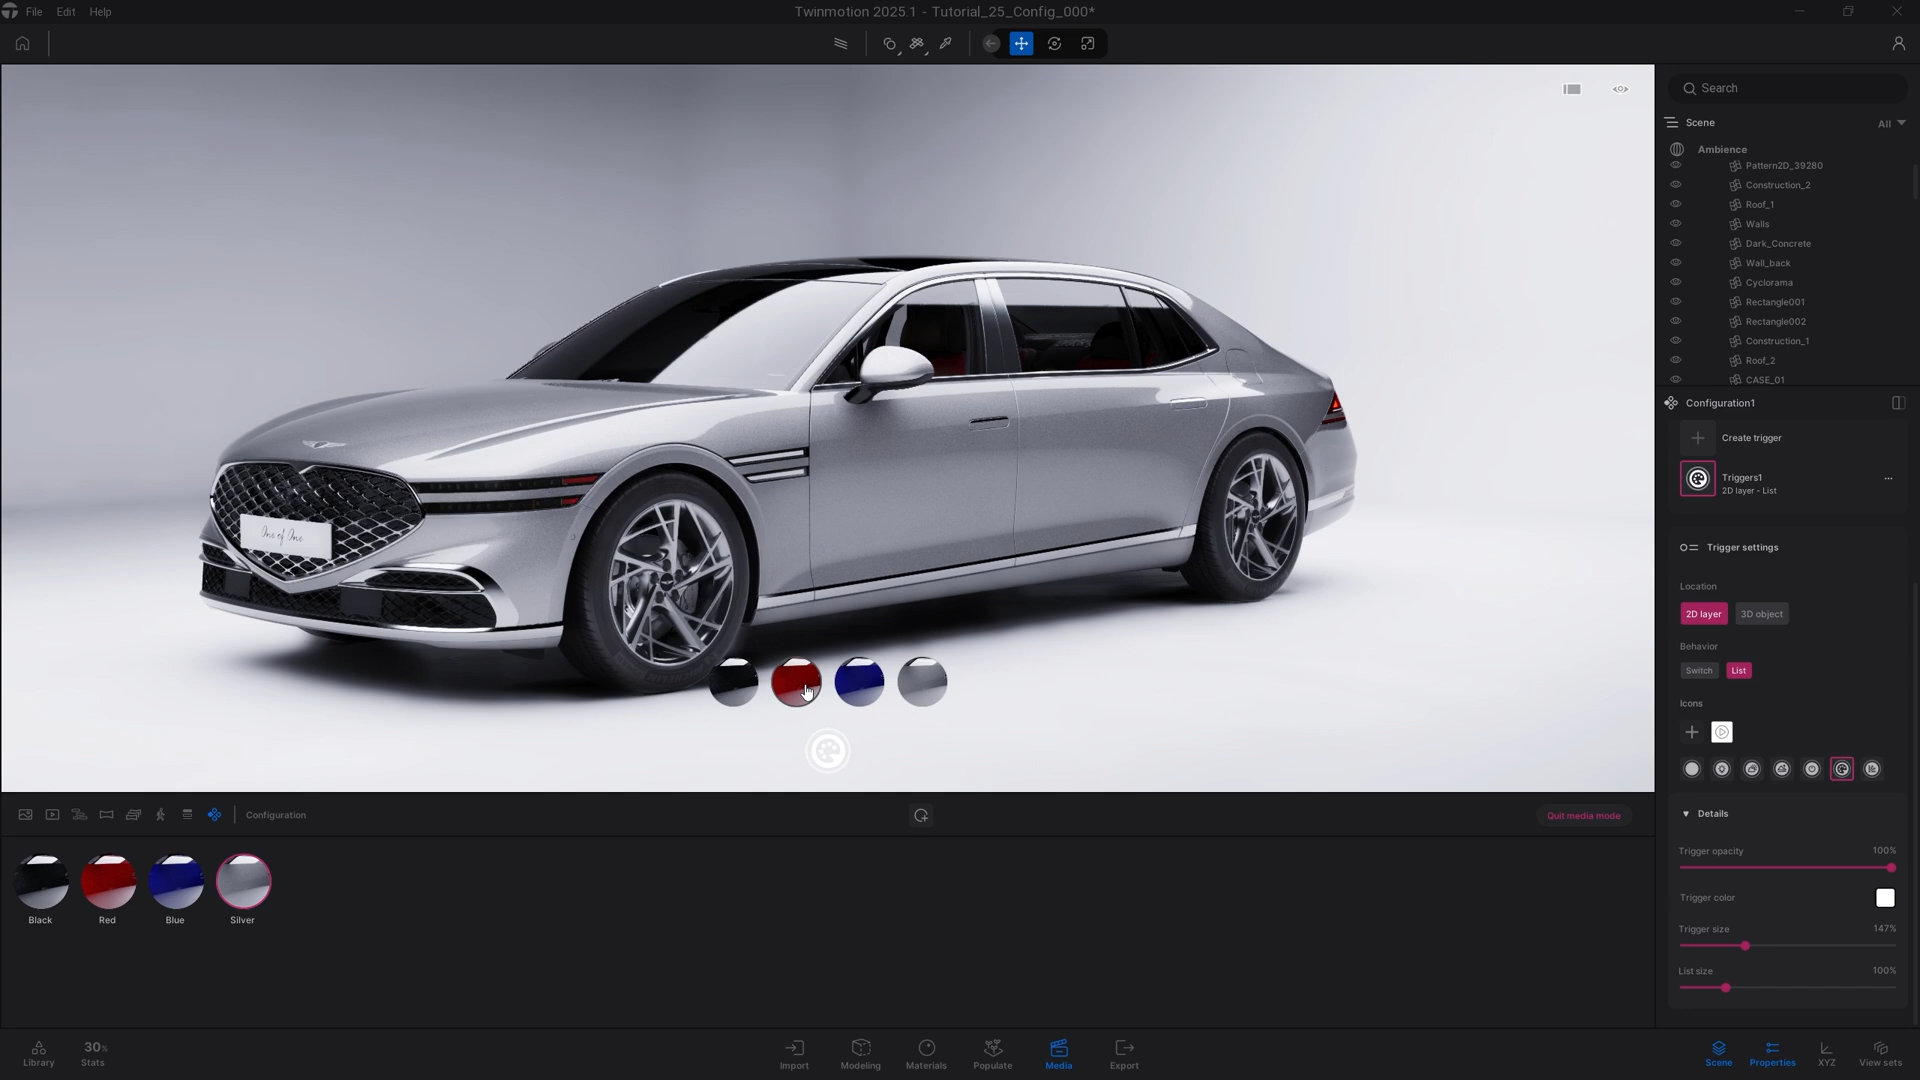 File Edit Help
Twinmotion 2025.1 - Tutorial_25_Config_000*
Search
Scene
All
Ambience
Pattern2D_39280
Construction_2
Roof_1
Walls
Dark_Concrete
Wall_back
Cyclorama
Rectangle001
Rectangle002
Construction_1
Roof_2
CASE_01
Configuration1
Create trigger
Triggers1
2D layer - List
Trigger settings
Location
2D layer 3D object
Behavior
Switch List
Icons
Details
Trigger opacity 100%
Trigger color
Trigger size 147%
List size 100%
One of One
Configuration
Quit media mode
Black Red Blue Silver
Library
30%
Stats
Import Modeling Materials Populate Media Export
Scene Properties XYZ View sets